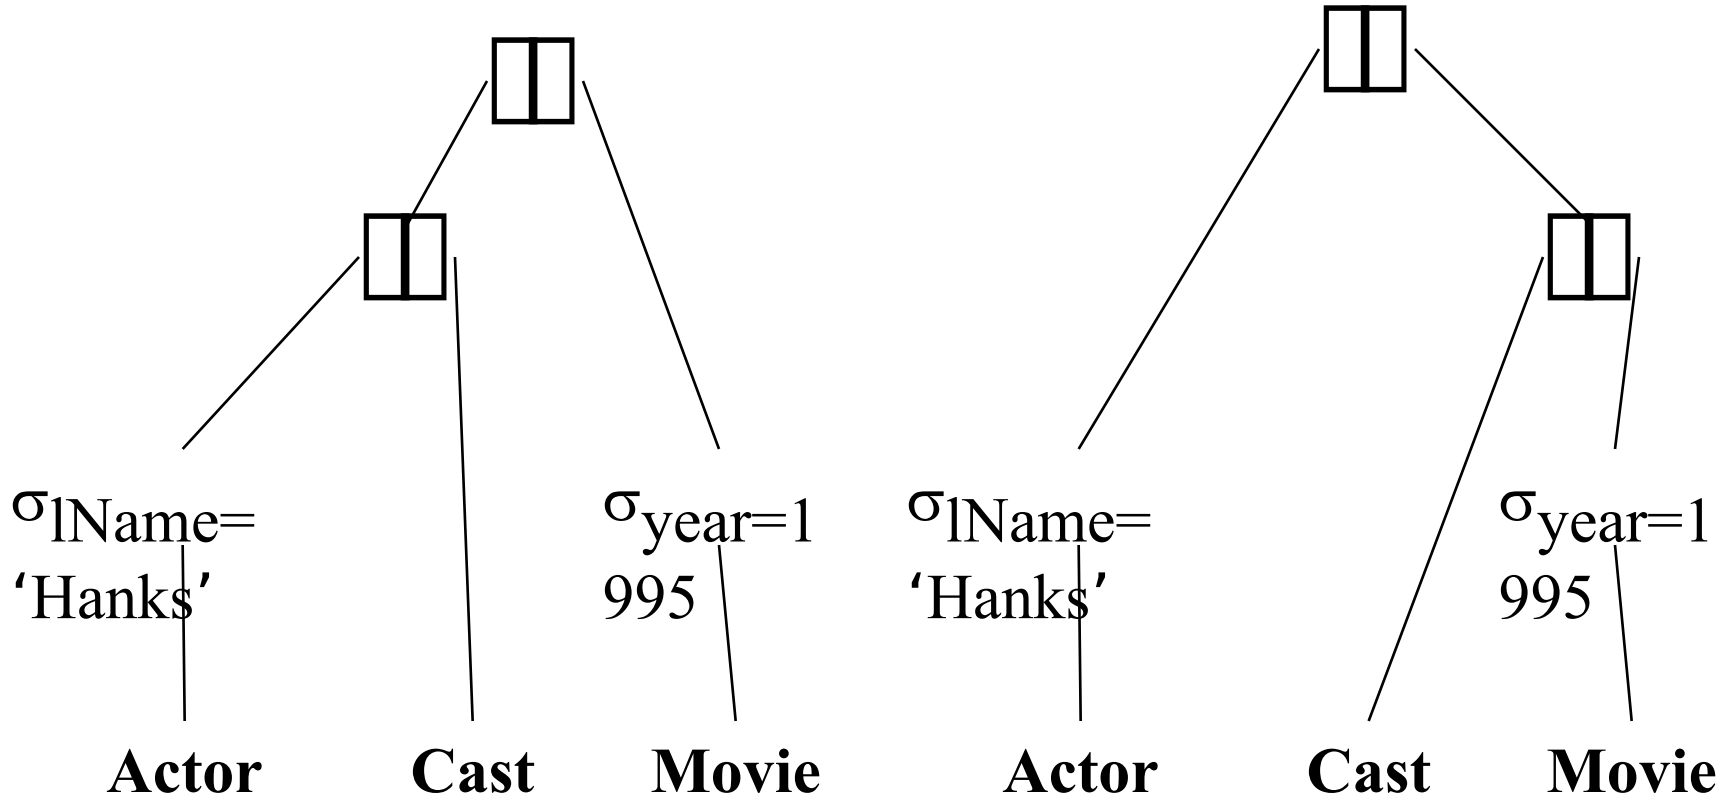 σlName=
‘Hanks’
σyear=1
995
σlName=
‘Hanks’
σyear=1
995
Actor
Cast
Movie
Actor
Cast
Movie